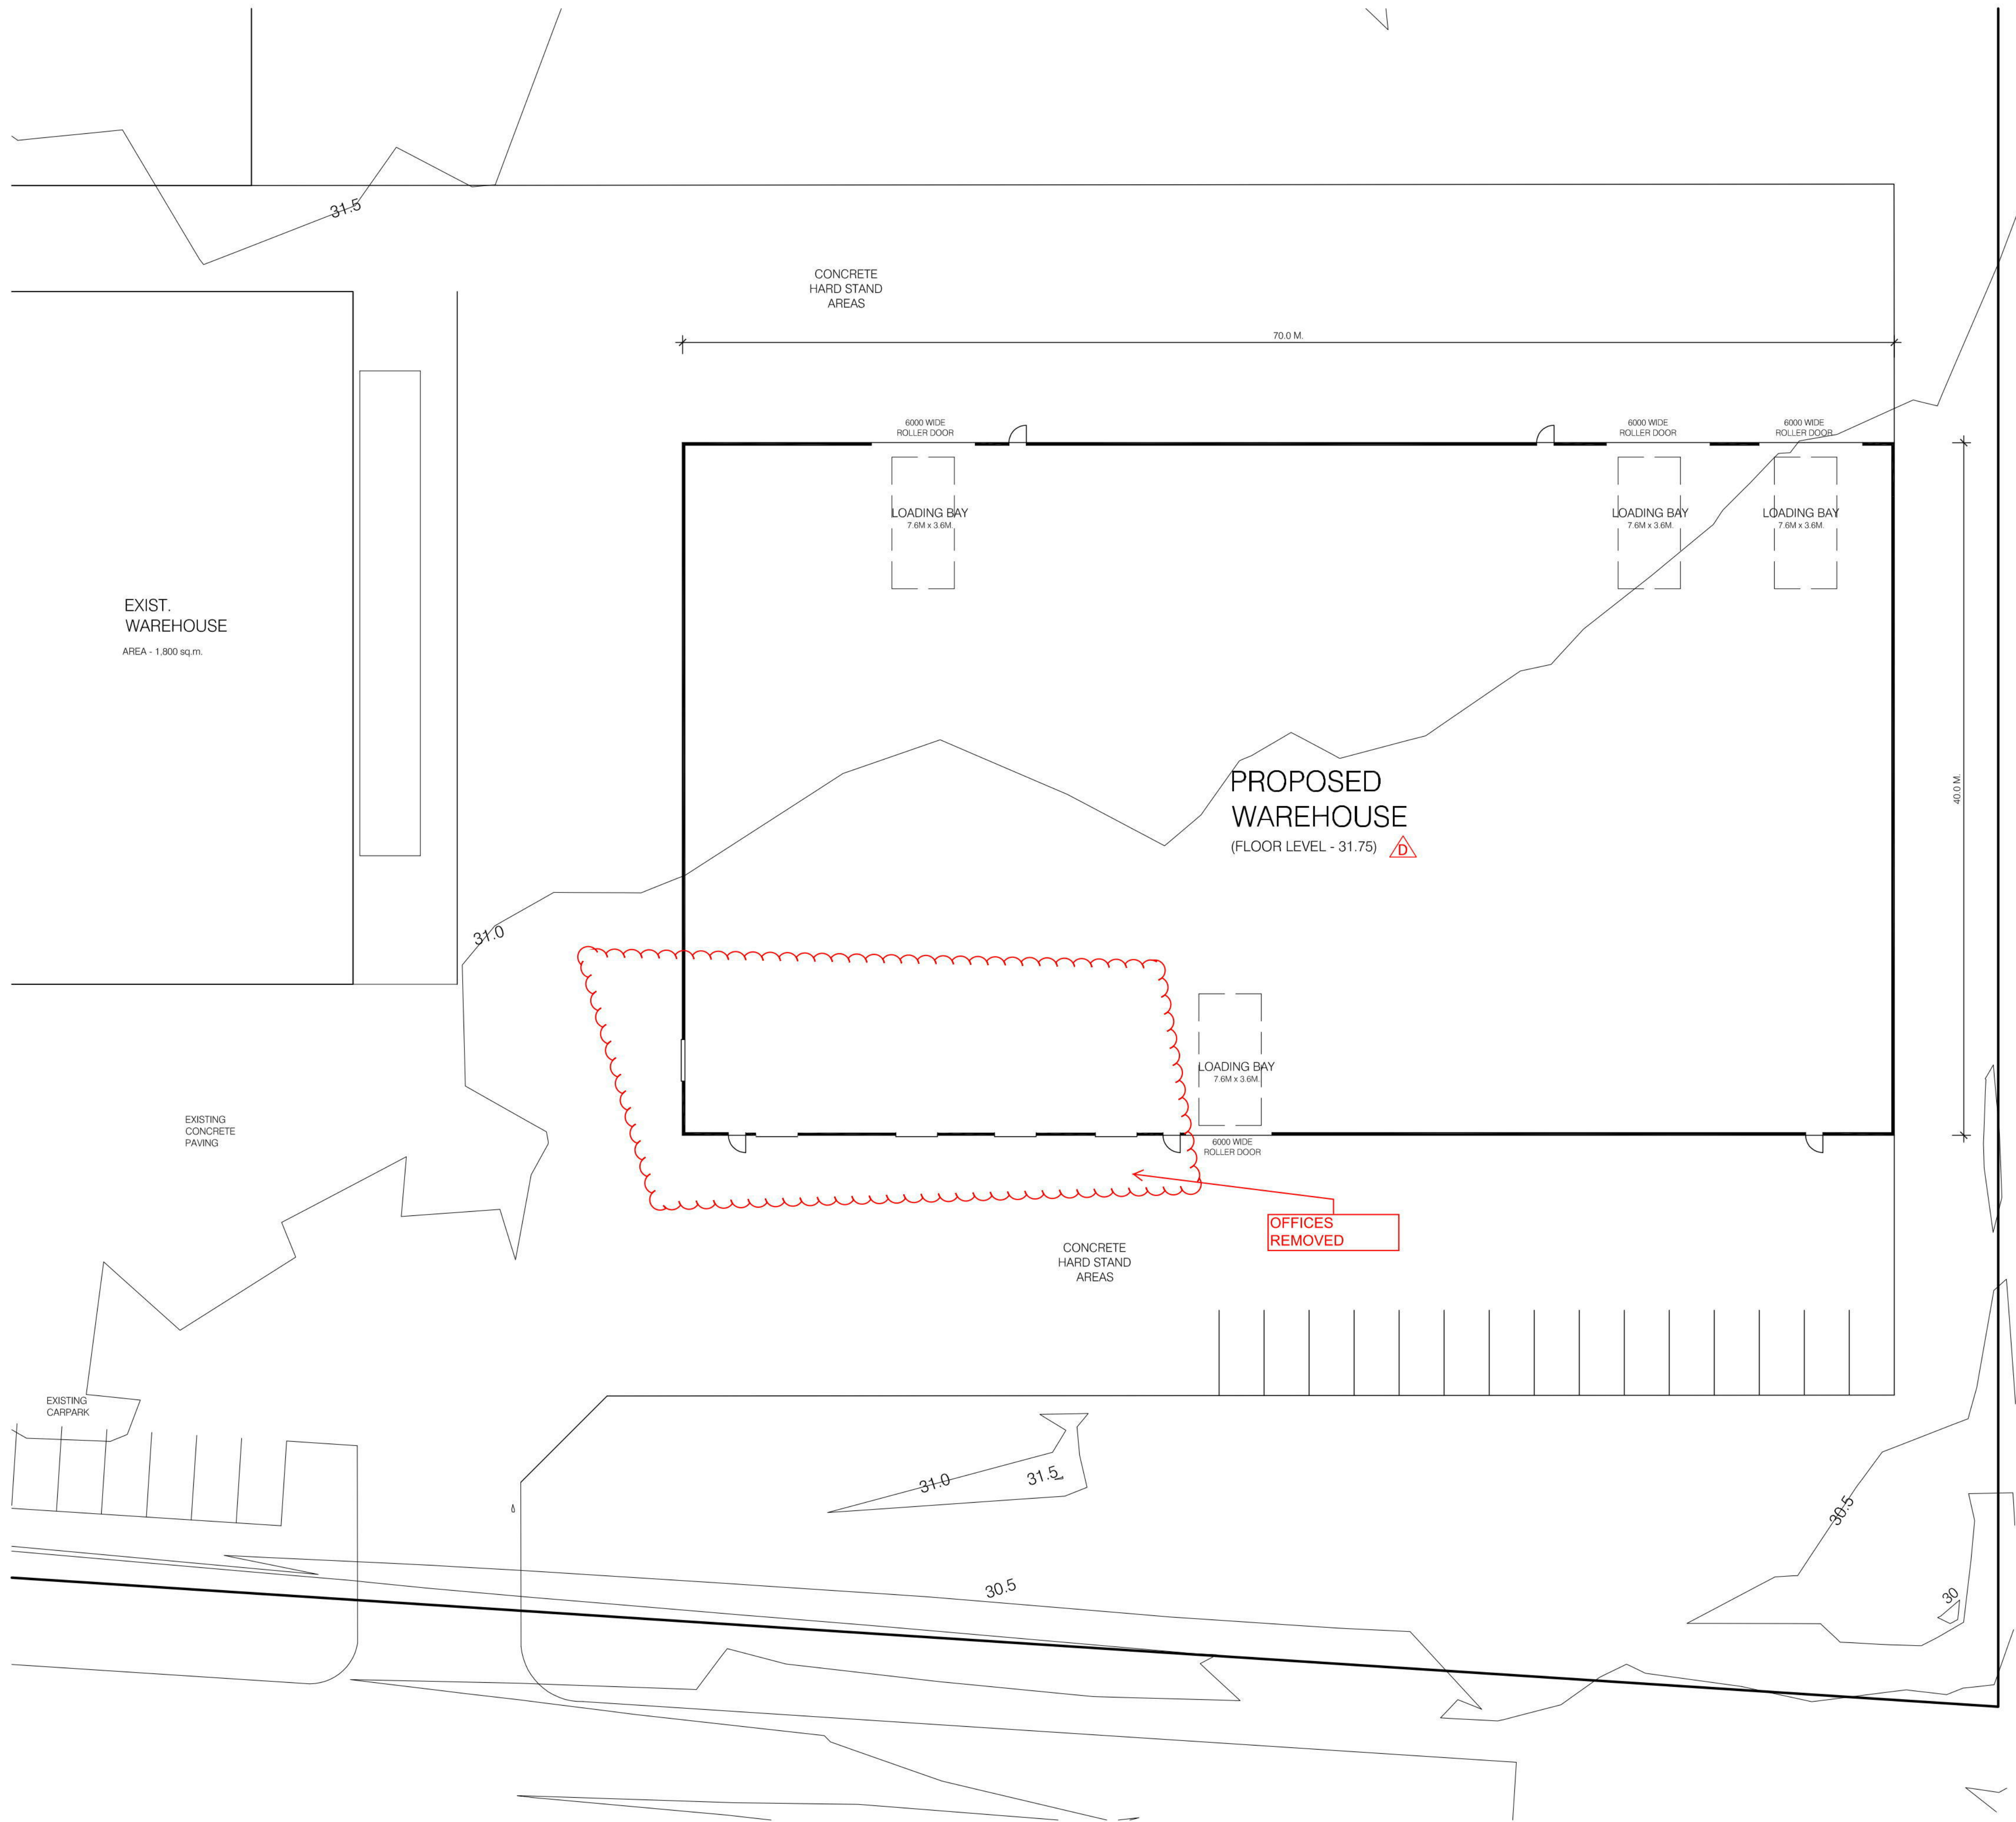 31.5
CONCRETE
HARD STAND
AREAS
70.0 M.
6000 WIDE
ROLLER DOOR
6000 WIDE
ROLLER DOOR
6000 WIDE
ROLLER DOOR
LOADING BAY
7.6M x 3.6M.
LOADING BAY
7.6M x 3.6M.
LOADING BAY
7.6M x 3.6M.
EXIST.
WAREHOUSE
AREA - 1,800 sq.m.
PROPOSED
WAREHOUSE
(FLOOR LEVEL - 31.75)
D
40.0 M.
31.0
LOADING BAY
7.6M x 3.6M.
6000 WIDE
ROLLER DOOR
EXISTING
CONCRETE
PAVING
OFFICES
REMOVED
CONCRETE
HARD STAND
AREAS
EXISTING
CARPARK
31.0
31.5
30.5
30.5
30